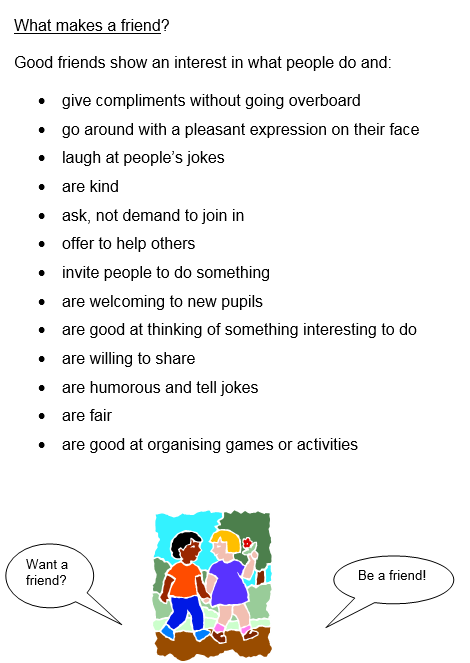 What makes a friend?
Good friends show an interest in what people do and:
• give compliments without going overboard
• go around with a pleasant expression on their face
• laugh at people’s jokes
• are kind
• ask, not demand to join in
• offer to help others
• invite people to do something
• are welcoming to new pupils
• are good at thinking of something interesting to do
• are willing to share
• are humorous and tell jokes
• are fair
• are good at organising games or activities
Want a
friend?
Be a friend!